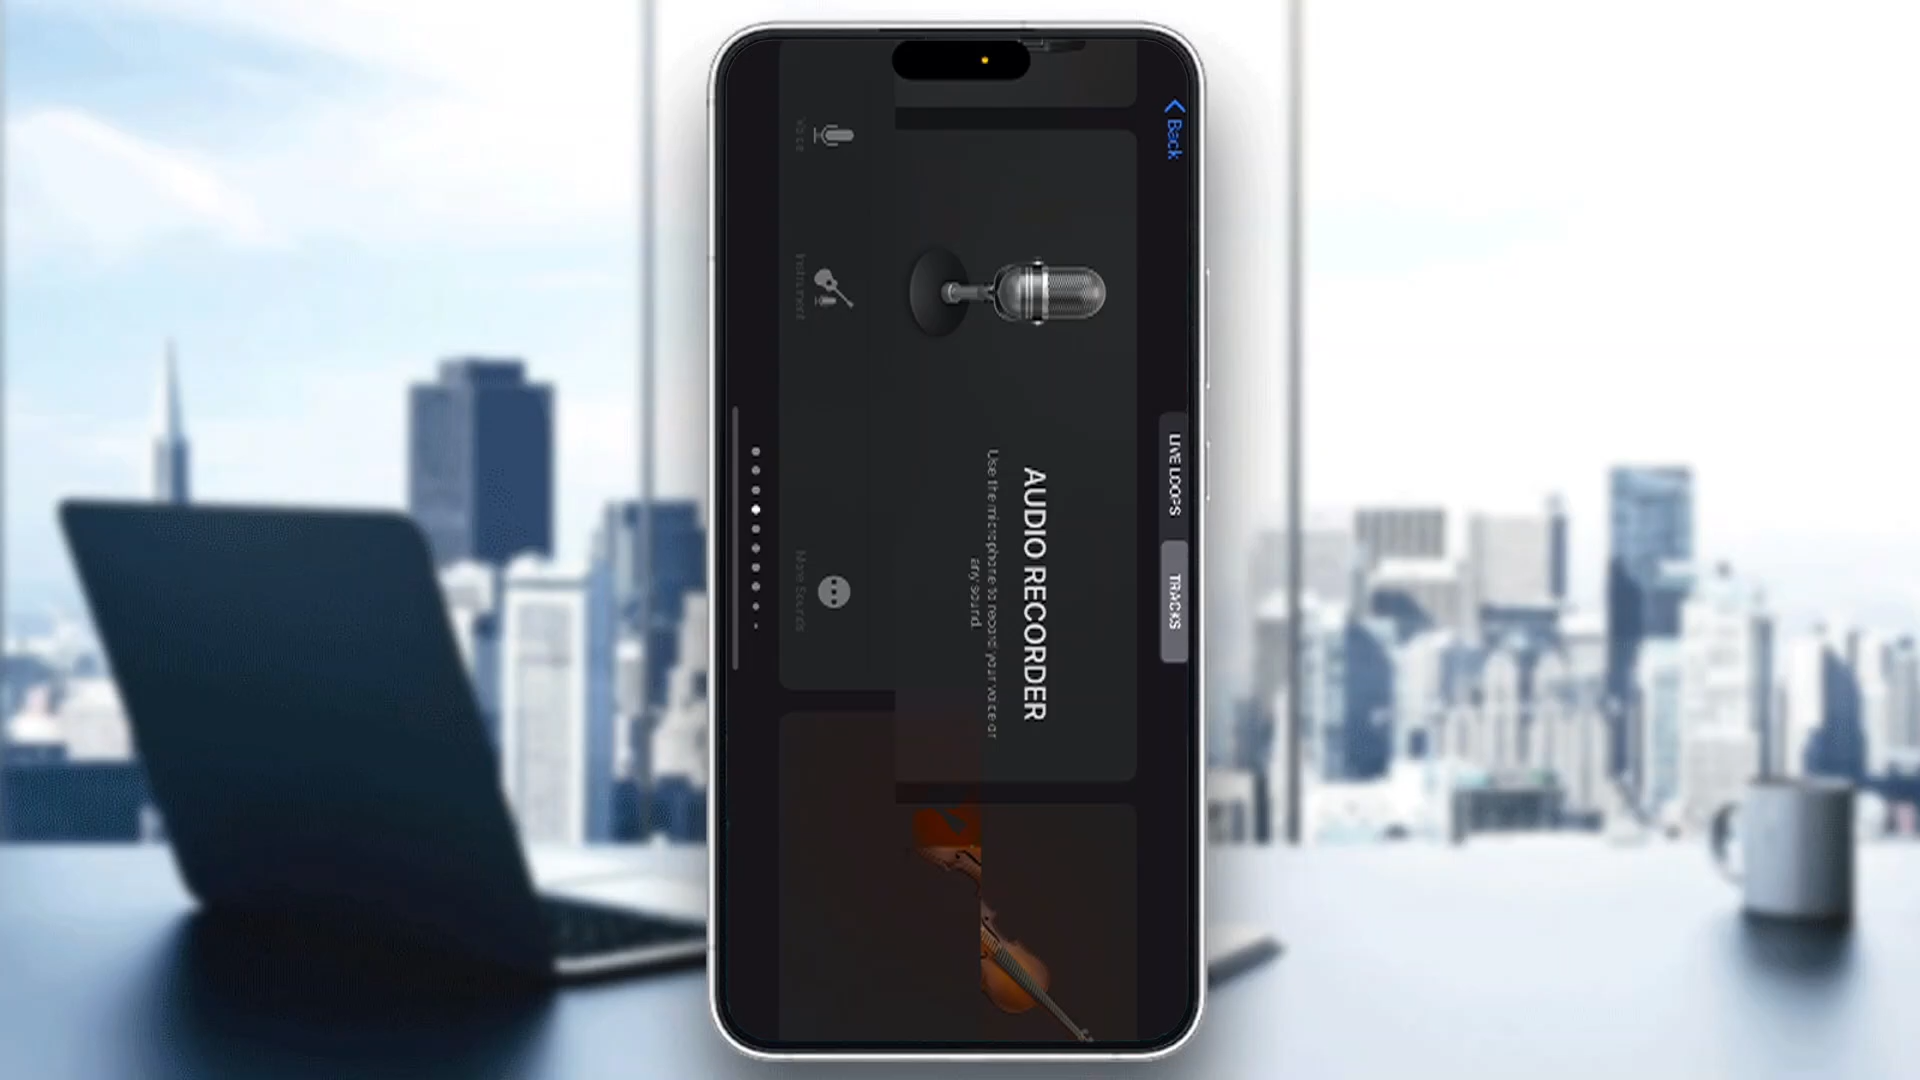 Back
LIVE LOOPS
TRACKS
AUDIO RECORDER
Use the microphone to record your voice or
any sound.
Voice
Instrument
More Sounds